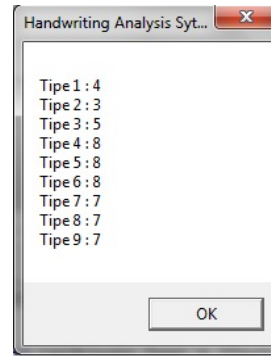 Handwriting Analysis Syt...
Tipe 1 : 4
Tipe 2 : 3
Tipe 3 : 5
Tipe 4 : 8
Tipe 5 : 8
Tipe 6 : 8
Tipe 7 : 7
Tipe 8 : 7
Tipe 9 : 7
OK